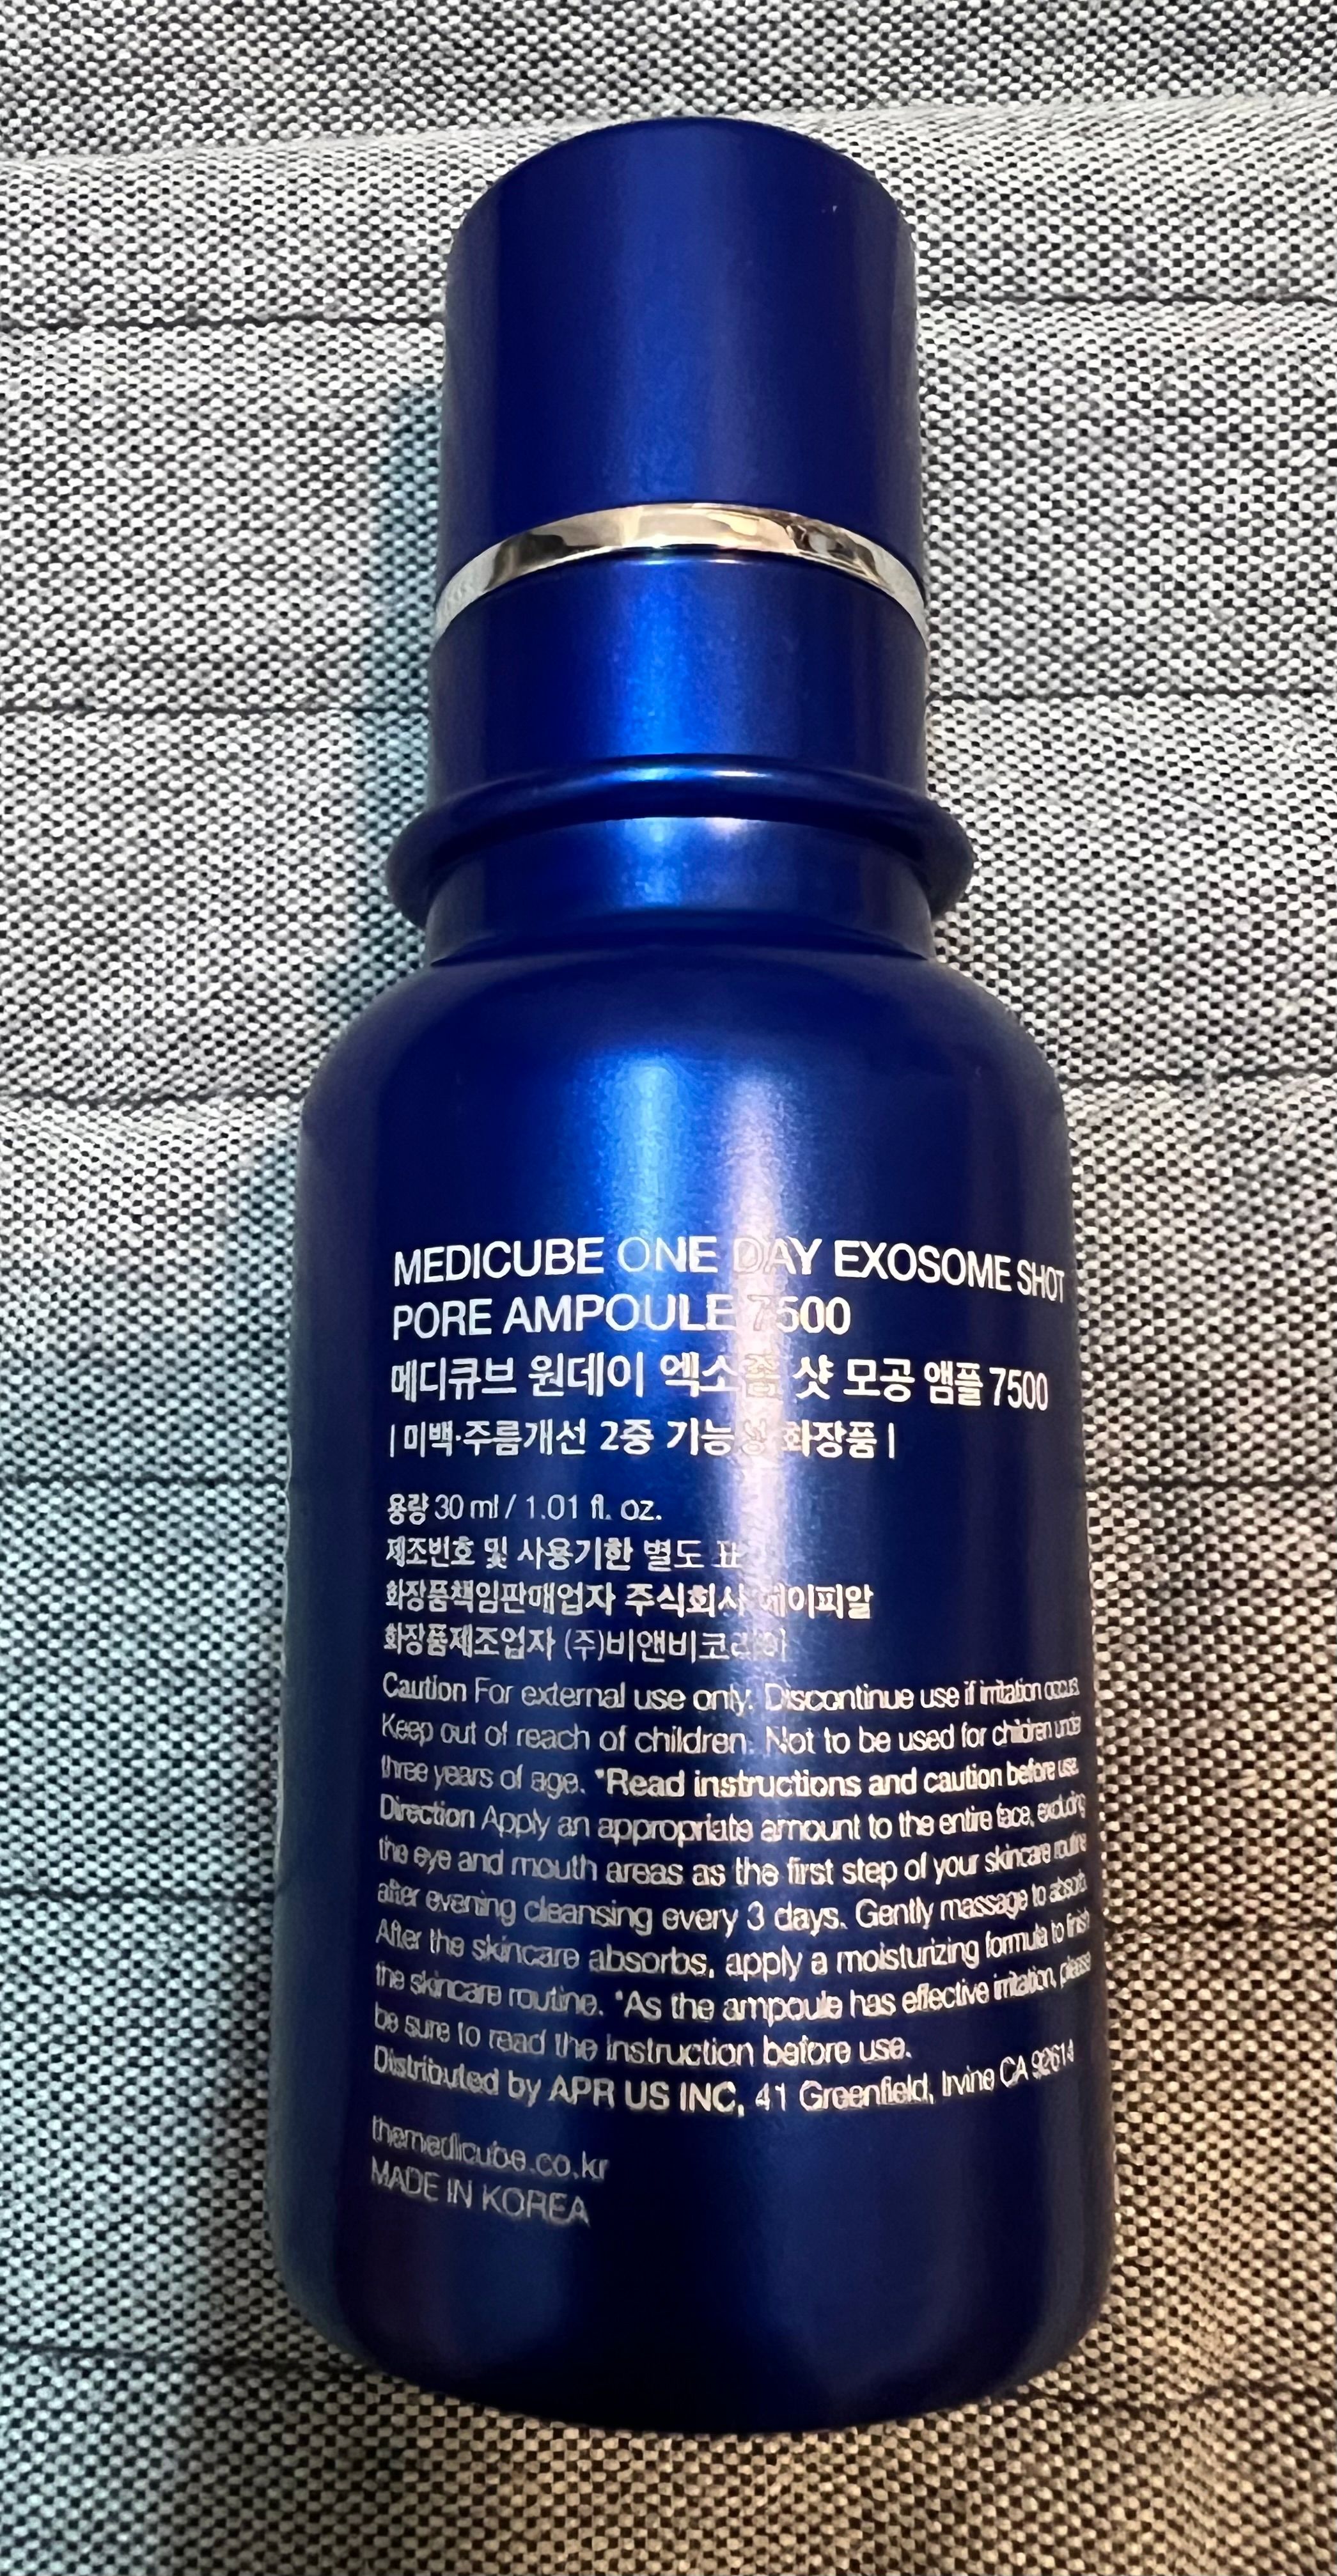 MEDICUBE ONE DAY EXOSOME SHOT
PORE AMPOULE 7500
메디큐브 원데이 엑소좀 샷 모공 앰플 7500
| 미백·주름개선 2중 기능성 화장품 |
용량 30 ml / 1.01 fl. oz.
제조번호 및 사용기한 별도 표
화장품책임판매업자 주식회사 에이피알
화장품제조업자 (주)비앤비코리아
Caution For external use only. Discontinue use if irritation occurs.
Keep out of reach of children. Not to be used for children under
three years of age. *Read instructions and caution before use.
Direction Apply an appropriate amount to the entire face, excluding
the eye and mouth areas as the first step of your skincare routine
after evening cleansing every 3 days. Gently massage to absorb.
After the skincare absorbs, apply a moisturizing formula to finish
the skincare routine. *As the ampoule has effective irritation, please
be sure to read the instruction before use.
Distributed by APR US INC, 41 Greenfield, Irvine CA 92614
themedicube.co.kr
MADE IN KOREA